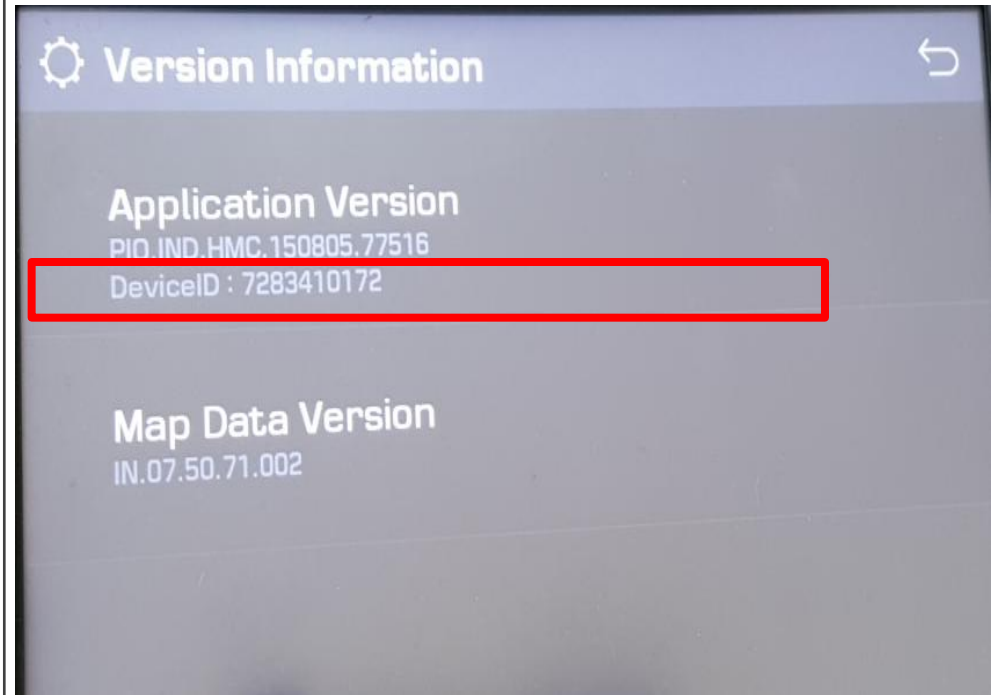 Version Information
Application Version
PIO.IND.HMC.150805.77516
DeviceID : 7283410172
Map Data Version
IN.07.50.71.002